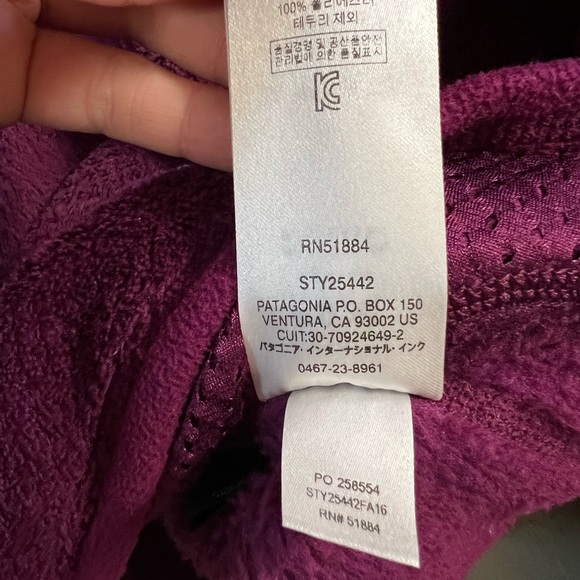 100% 폴리에스터
테두리 제외
품질경영 및 공산품안전
관리법에 의한 품질표시
RN51884
STY25442
PATAGONIA P.O. BOX 150
VENTURA, CA 93002 US
CUIT:30-70924649-2
パタゴニア・インターナショナル・インク
0467-23-8961
PO 258554
STY25442FA16
RN# 51884